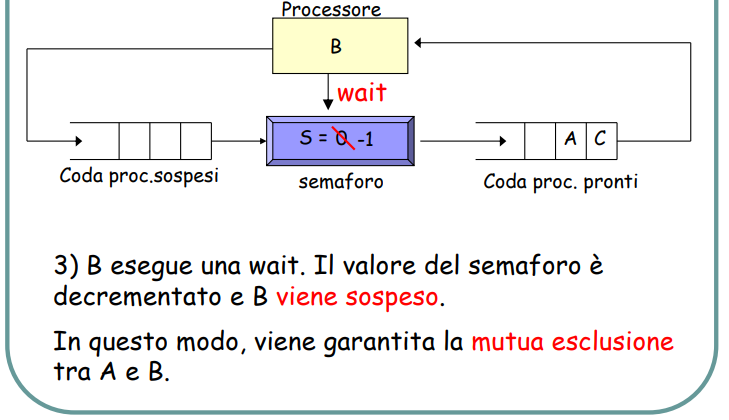 Processore
B
wait
S = 0 -1
A C
Coda proc.sospesi
semaforo
Coda proc. pronti
3) B esegue una wait. Il valore del semaforo è
decrementato e B viene sospeso.
In questo modo, viene garantita la mutua esclusione
tra A e B.